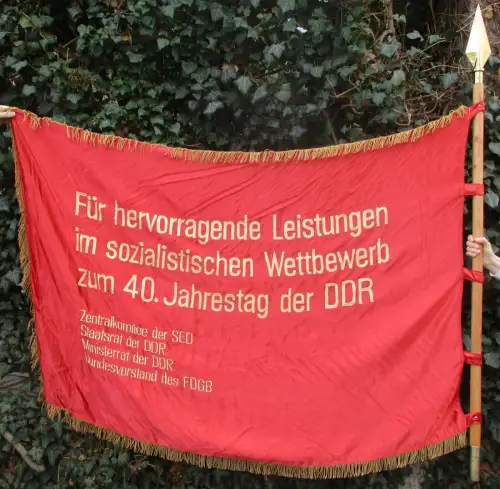 Für hervorragende Leistungen
im sozialistischen Wettbewerb
zum 40. Jahrestag der DDR
Zentralkomitee der SED
Staatsrat der DDR
Ministerrat der DDR
Bundesvorstand des FDGB